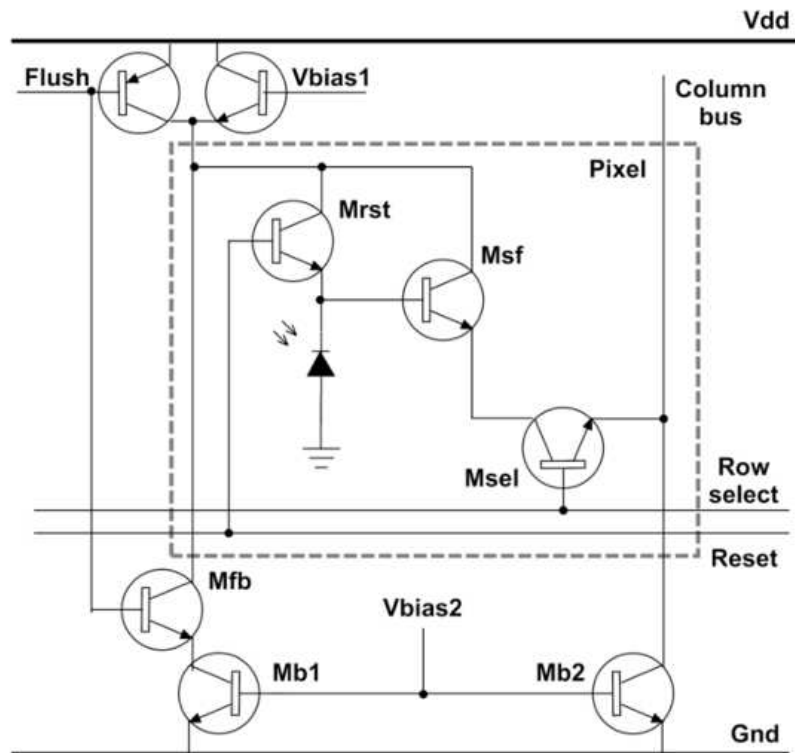 Vdd
Flush
Vbias1
Column
bus
Pixel
Mrst
Msf
Msel
Row
select
Reset
Mfb
Vbias2
Mb1
Mb2
Gnd